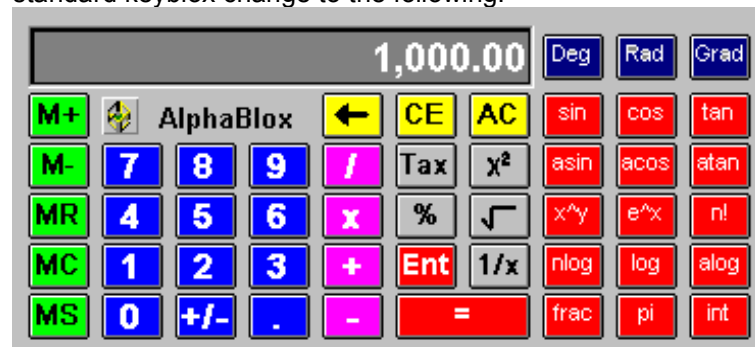 standard keyblox change to the following:
1,000.00 Deg Rad Grad
M+ AlphaBlox ← CE AC sin cos tan
M- 7 8 9 / Tax x² asin acos atan
MR 4 5 6 x % √ x^y e^x n!
MC 1 2 3 + Ent 1/x nlog log alog
MS 0 +/- . - = frac pi int